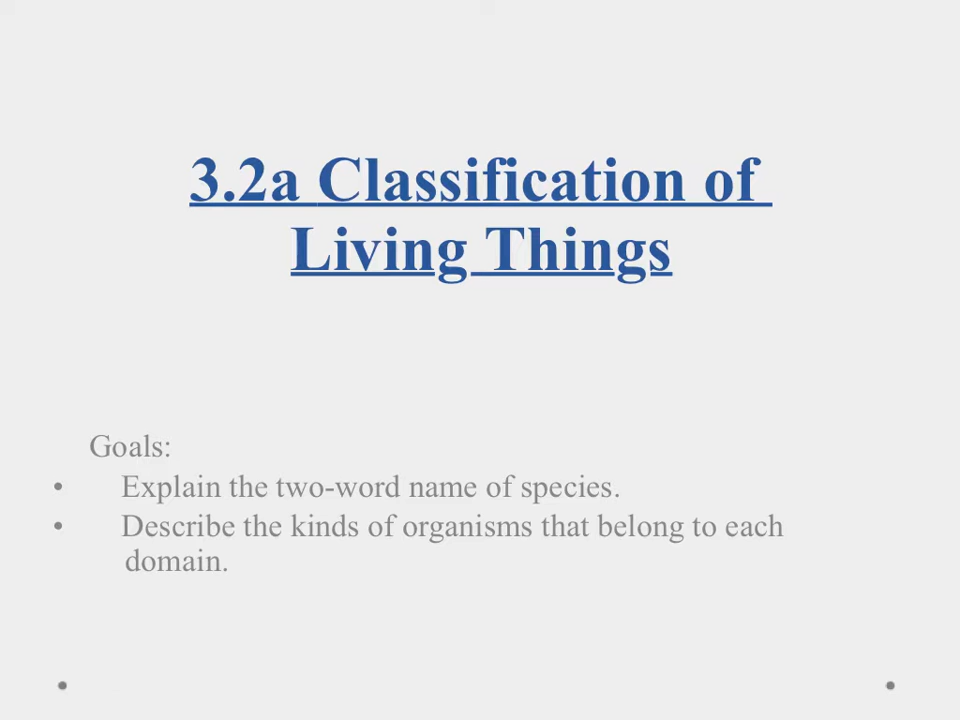 3.2a Classification of
Living Things
Goals:
• Explain the two-word name of species.
• Describe the kinds of organisms that belong to each
domain.